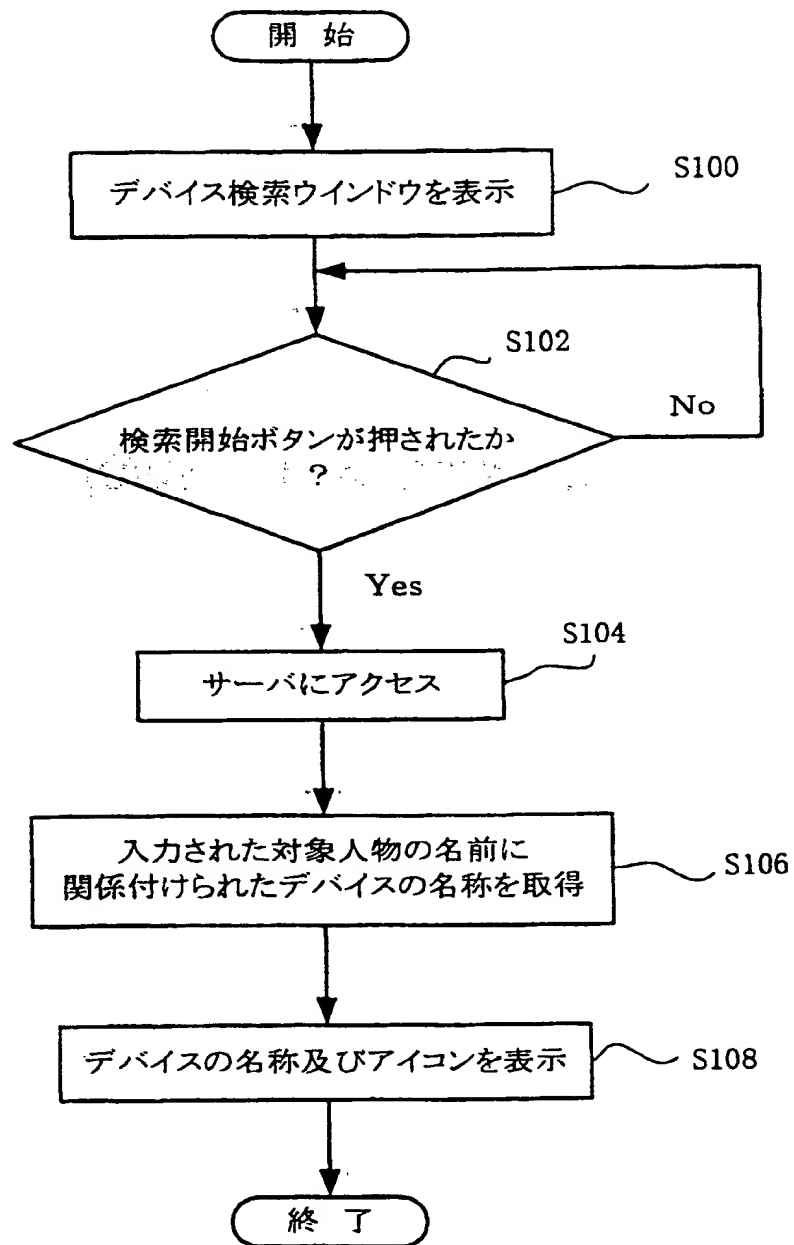 開 始
デバイス検索ウインドウを表示
S100
S102
検索開始ボタンが押されたか
?
No
Yes
S104
サーバにアクセス
入力された対象人物の名前に
関係付けられたデバイスの名称を取得
S106
デバイスの名称及びアイコンを表示
S108
終 了